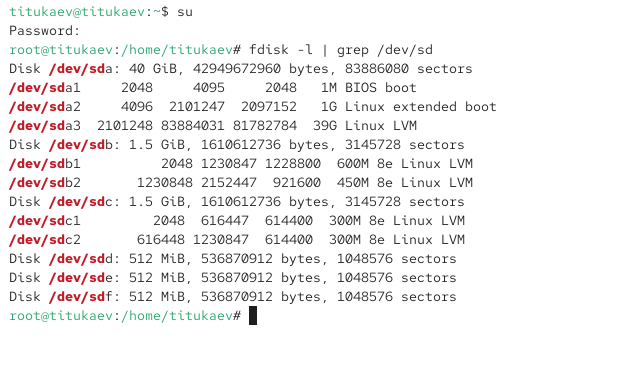 titukaev@titukaev:~$ su
Password:
root@titukaev:/home/titukaev# fdisk -l | grep /dev/sd
Disk /dev/sda: 40 GiB, 42949672960 bytes, 83886080 sectors
/dev/sda1     2048     4095     2048   1M BIOS boot
/dev/sda2     4096  2101247  2097152   1G Linux extended boot
/dev/sda3  2101248 83884031 81782784  39G Linux LVM
Disk /dev/sdb: 1.5 GiB, 1610612736 bytes, 3145728 sectors
/dev/sdb1          2048 1230847 1228800  600M 8e Linux LVM
/dev/sdb2       1230848 2152447  921600  450M 8e Linux LVM
Disk /dev/sdc: 1.5 GiB, 1610612736 bytes, 3145728 sectors
/dev/sdc1         2048  616447  614400  300M 8e Linux LVM
/dev/sdc2       616448 1230847  614400  300M 8e Linux LVM
Disk /dev/sdd: 512 MiB, 536870912 bytes, 1048576 sectors
Disk /dev/sde: 512 MiB, 536870912 bytes, 1048576 sectors
Disk /dev/sdf: 512 MiB, 536870912 bytes, 1048576 sectors
root@titukaev:/home/titukaev#